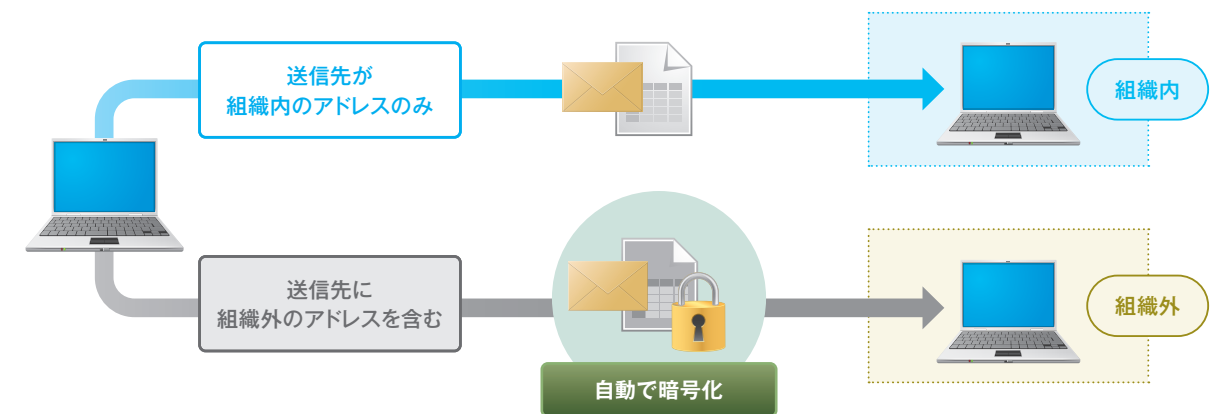 送信先が
組織内のアドレスのみ
組織内
送信先に
組織外のアドレスを含む
組織外
自動で暗号化